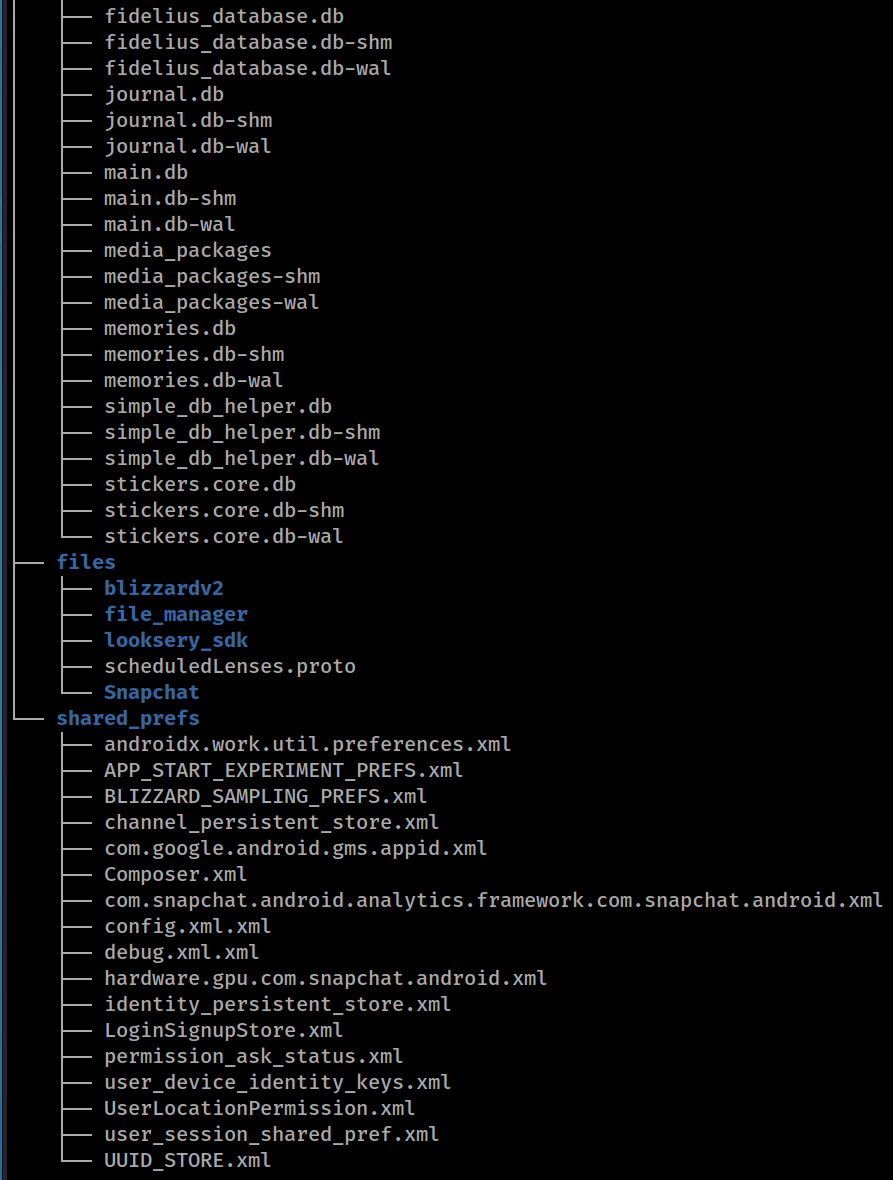 fidelius_database.db
fidelius_database.db-shm
fidelius_database.db-wal
journal.db
journal.db-shm
journal.db-wal
main.db
main.db-shm
main.db-wal
media_packages
media_packages-shm
media_packages-wal
memories.db
memories.db-shm
memories.db-wal
simple_db_helper.db
simple_db_helper.db-shm
simple_db_helper.db-wal
stickers.core.db
stickers.core.db-shm
stickers.core.db-wal
files
blizzardv2
file_manager
looksery_sdk
scheduledLenses.proto
Snapchat
shared_prefs
androidx.work.util.preferences.xml
APP_START_EXPERIMENT_PREFS.xml
BLIZZARD_SAMPLING_PREFS.xml
channel_persistent_store.xml
com.google.android.gms.appid.xml
Composer.xml
com.snapchat.android.analytics.framework.com.snapchat.android.xml
config.xml.xml
debug.xml.xml
hardware.gpu.com.snapchat.android.xml
identity_persistent_store.xml
LoginSignupStore.xml
permission_ask_status.xml
user_device_identity_keys.xml
UserLocationPermission.xml
user_session_shared_pref.xml
UUID_STORE.xml